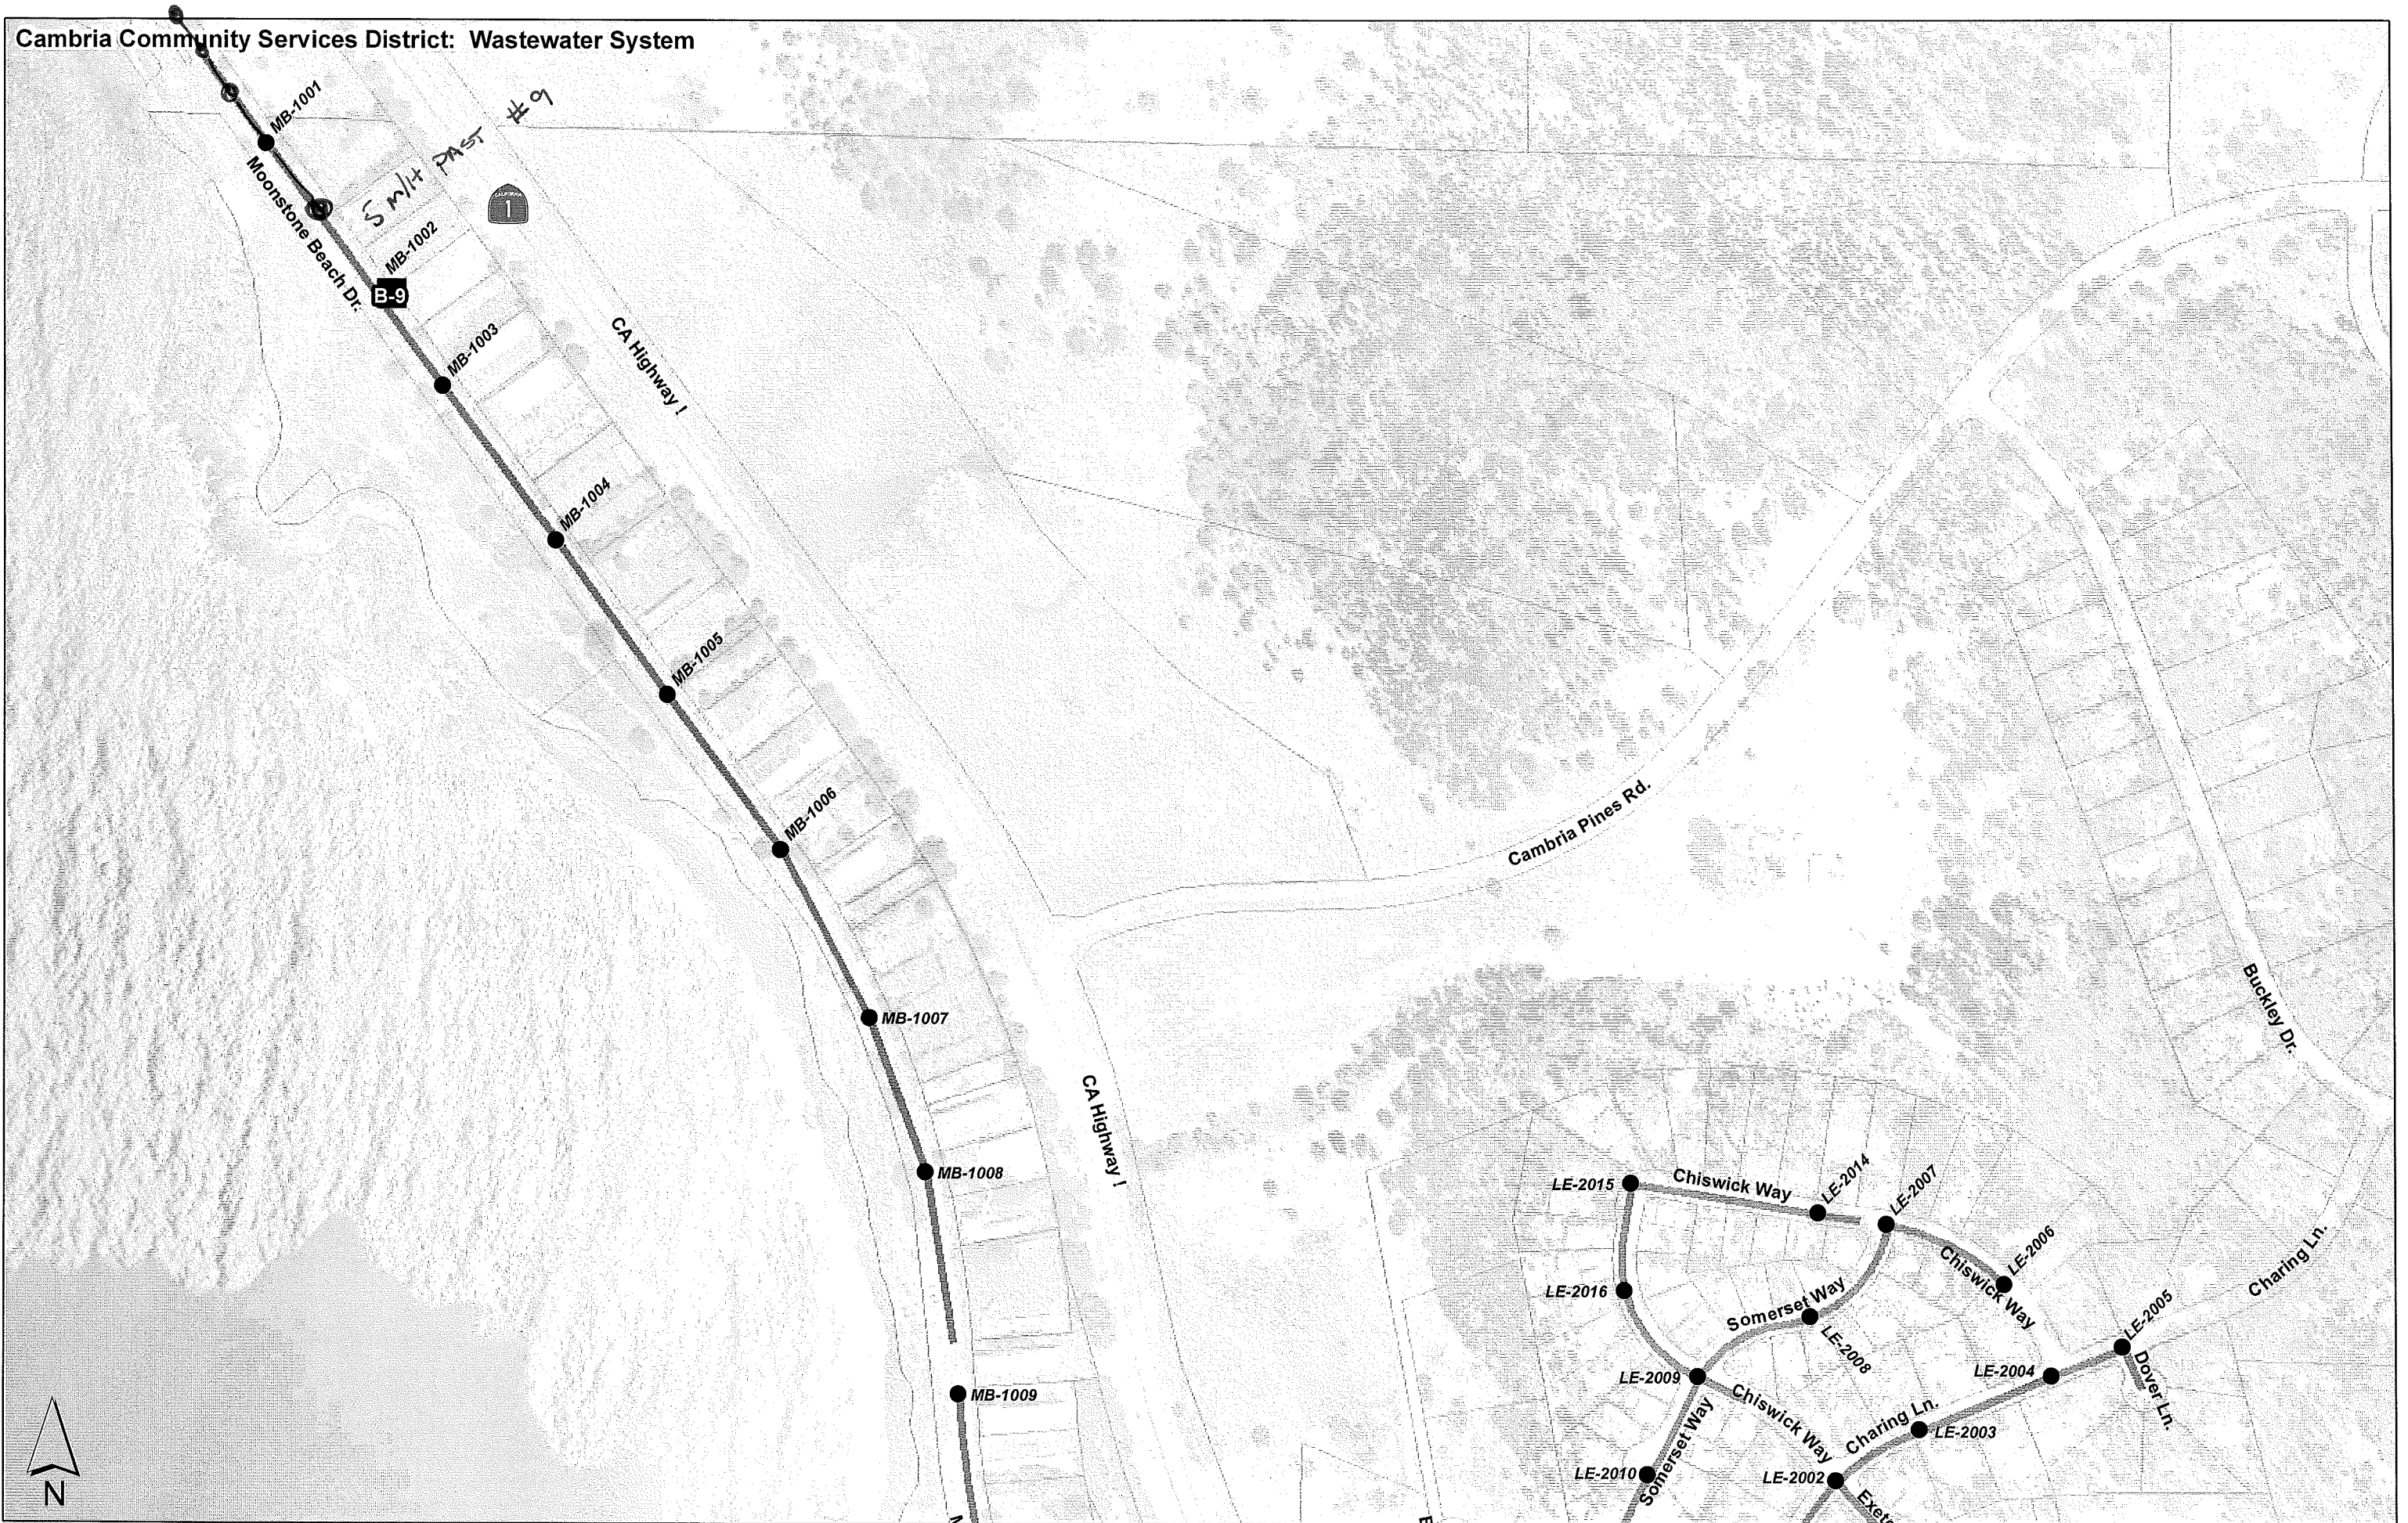 Cambria Community Services District: Wastewater System
MB-1001
5 M/H PAST #9
Moonstone Beach Dr.
CALIFORNIA
1
MB-1002
B-9
MB-1003
CA Highway !
MB-1004
MB-1005
MB-1006
Cambria Pines Rd.
MB-1007
Buckley Dr.
CA Highway !
MB-1008
LE-2015
Chiswick Way
LE-2014
LE-2007
LE-2006
Chiswick Way
Charing Ln.
LE-2016
Somerset Way
LE-2008
LE-2005
Dover Ln.
LE-2004
LE-2009
Chiswick Way
MB-1009
Somerset Way
Charing Ln.
LE-2003
LE-2010
LE-2002
N